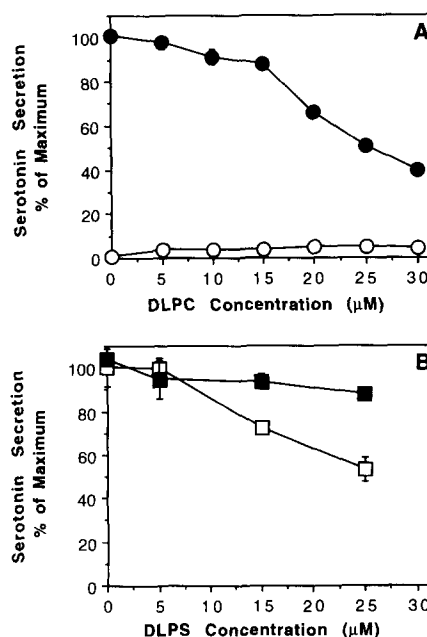 A
Serotonin Secretion
% of Maximum
100
80
60
40
20
0
0 5 10 15 20 25 30
DLPC Concentration (µM)
B
Serotonin Secretion
% of Maximum
100
80
60
40
20
0
0 5 10 15 20 25 30
DLPS Concentration (µM)